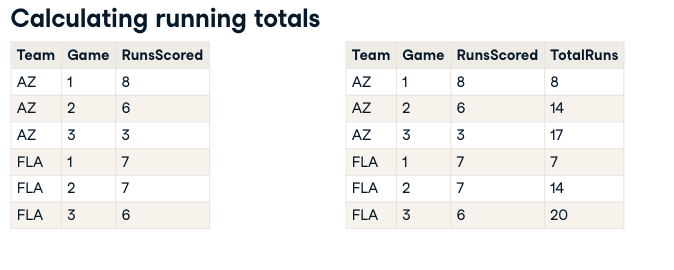 Calculating running totals
Team Game RunsScored Team Game RunsScored TotalRuns
AZ 1 8 AZ 1 8 8
AZ 2 6 AZ 2 6 14
AZ 3 3 AZ 3 3 17
FLA 1 7 FLA 1 7 7
FLA 2 7 FLA 2 7 14
FLA 3 6 FLA 3 6 20